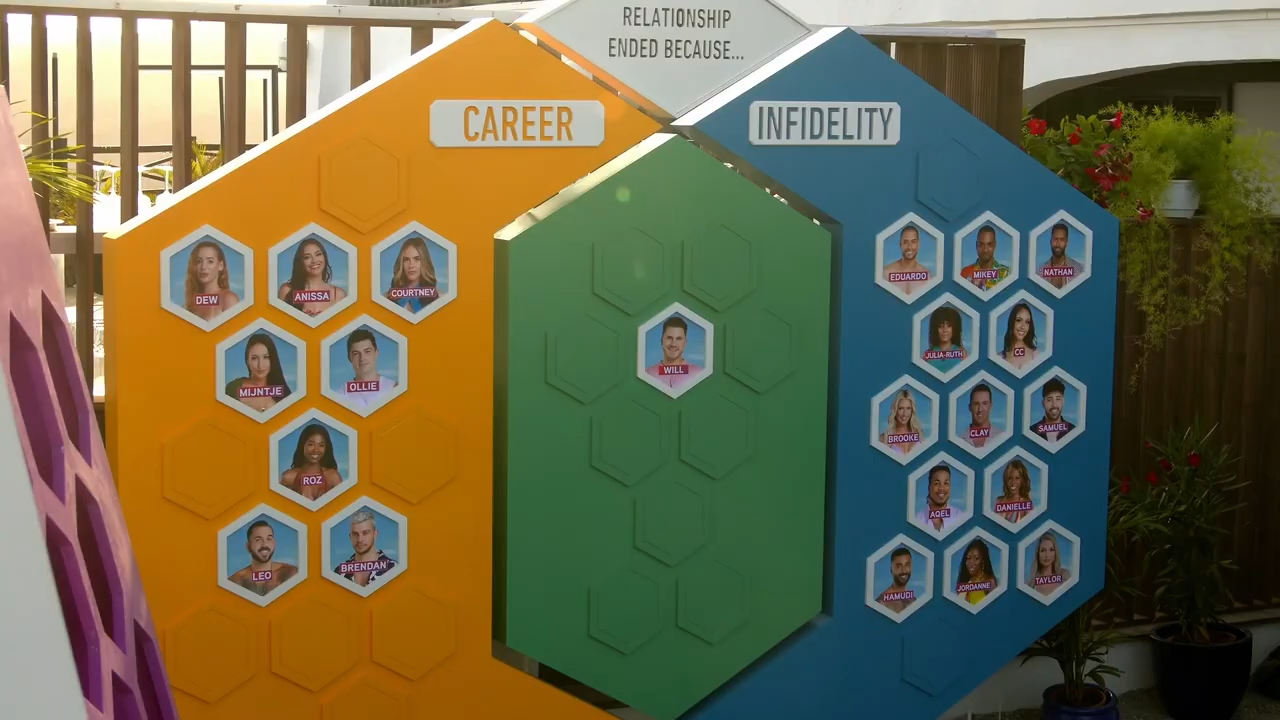 RELATIONSHIP
ENDED BECAUSE...
CAREER
INFIDELITY
DEW
ANISSA
COURTNEY
MIJNTJE
OLLIE
ROZ
LEO
BRENDAN
WILL
EDUARDO
MIKEY
NATHAN
JULIA-RUTH
CC
BROOKE
CLAY
SAMUEL
AQEL
DANIELLE
HAMUDI
JORDANNE
TAYLOR